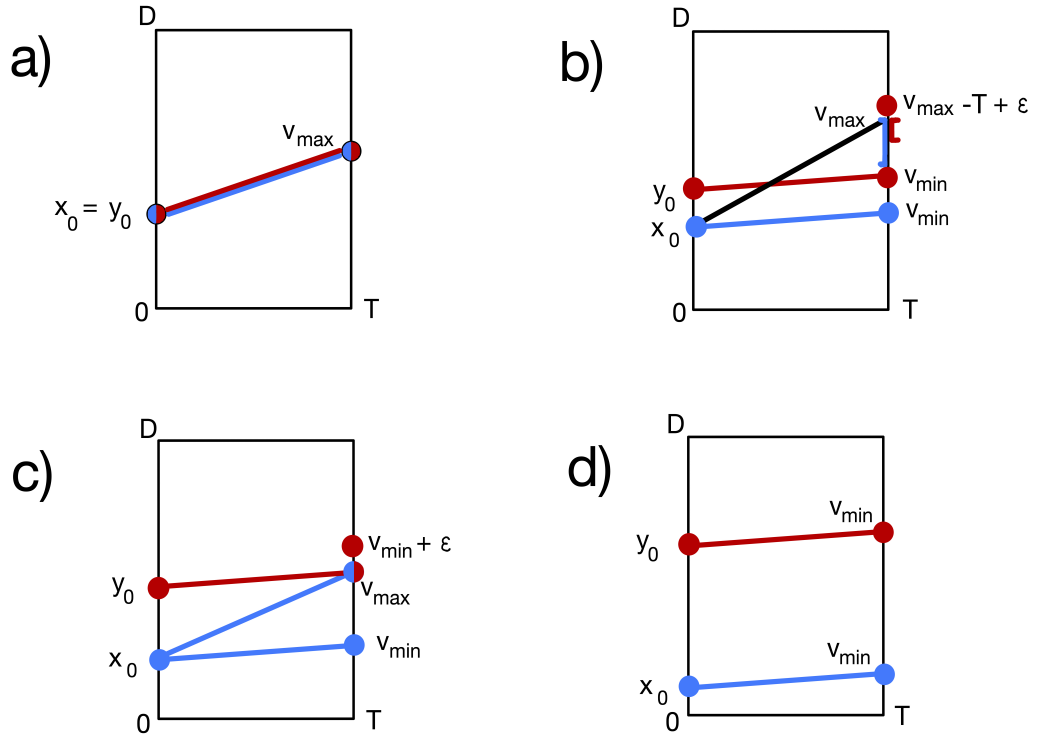 a)
D
v_max
x_0 = y_0
0
T
b)
D
v_max
v_max -T + ε
y_0
v_min
x_0
v_min
0
T
c)
D
v_min + ε
y_0
v_max
x_0
v_min
0
T
d)
D
v_min
y_0
v_min
x_0
0
T